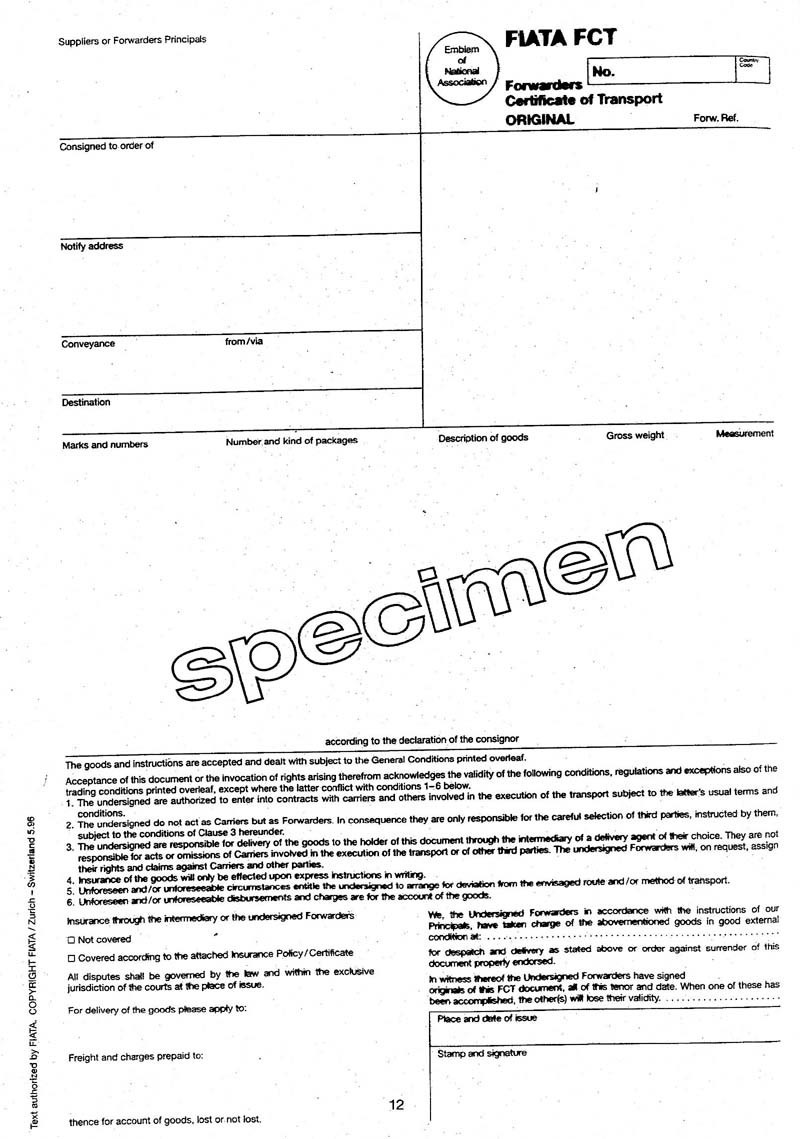 Suppliers or Forwarders Principals
Emblem
of
National
Association
FIATA FCT
No.
Country
Code
Forwarders
Certificate of Transport
ORIGINAL
Forw. Ref.
Consigned to order of
Notify address
Conveyance
from/via
Destination
Marks and numbers
Number and kind of packages
Description of goods
Gross weight
Measurement
specimen
according to the declaration of the consignor
The goods and instructions are accepted and dealt with subject to the General Conditions printed overleaf.
Acceptance of this document or the invocation of rights arising therefrom acknowledges the validity of the following conditions, regulations and exceptions also of the
trading conditions printed overleaf, except where the latter conflict with conditions 1–6 below.
1. The undersigned are authorized to enter into contracts with carriers and others involved in the execution of the transport subject to the latter's usual terms and
conditions.
2. The undersigned do not act as Carriers but as Forwarders. In consequence they are only responsible for the careful selection of third parties, instructed by them,
subject to the conditions of Clause 3 hereunder.
3. The undersigned are responsible for delivery of the goods to the holder of this document through the intermediary of a delivery agent of their choice. They are not
responsible for acts or omissions of Carriers involved in the execution of the transport or of other third parties. The undersigned Forwarders will, on request, assign
their rights and claims against Carriers and other parties.
4. Insurance of the goods will only be effected upon express instructions in writing.
5. Unforeseen and/or unforeseeable circumstances entitle the undersigned to arrange for deviation from the envisaged route and/or method of transport.
6. Unforeseen and/or unforeseeable disbursements and charges are for the account of the goods.
Insurance through the intermediary or the undersigned Forwarders
☐ Not covered
☐ Covered according to the attached Insurance Policy/Certificate
All disputes shall be governed by the law and within the exclusive
jurisdiction of the courts at the place of issue.
For delivery of the goods please apply to:
Freight and charges prepaid to:
thence for account of goods, lost or not lost.
We, the Undersigned Forwarders in accordance with the instructions of our
Principals, have taken charge of the abovementioned goods in good external
condition at: . . . . . . . . . . . . . . . . . . . . . . . . . . . . . . . . . . . . . . . .
for despatch and delivery as stated above or order against surrender of this
document properly endorsed.
In witness thereof the Undersigned Forwarders have signed
originals of this FCT document, all of this tenor and date. When one of these has
been accomplished, the other(s) will lose their validity. . . . . . . . . . . . . . . . . . . .
Place and date of issue
Stamp and signature
12
Text authorized by FIATA. COPYRIGHT FIATA / Zurich – Switzerland 5.96